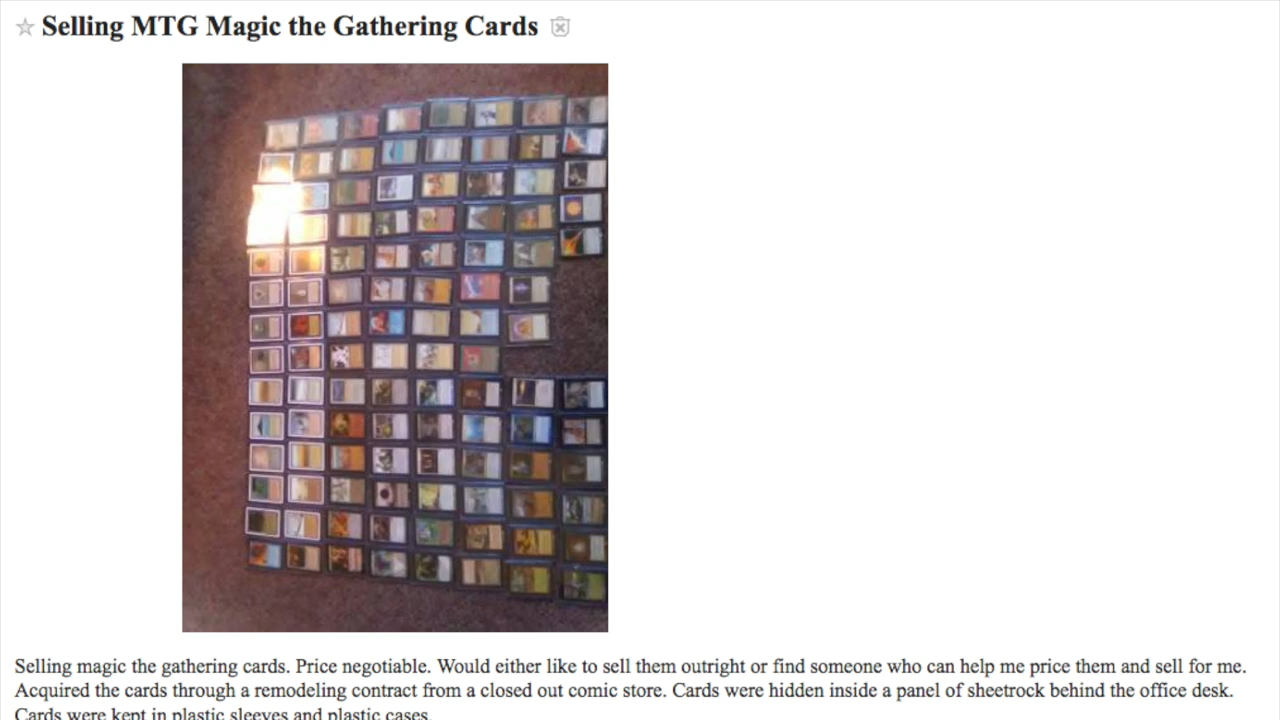 Selling MTG Magic the Gathering Cards
Selling magic the gathering cards. Price negotiable. Would either like to sell them outright or find someone who can help me price them and sell for me.
Acquired the cards through a remodeling contract from a closed out comic store. Cards were hidden inside a panel of sheetrock behind the office desk.
Cards were kept in plastic sleeves and plastic cases.